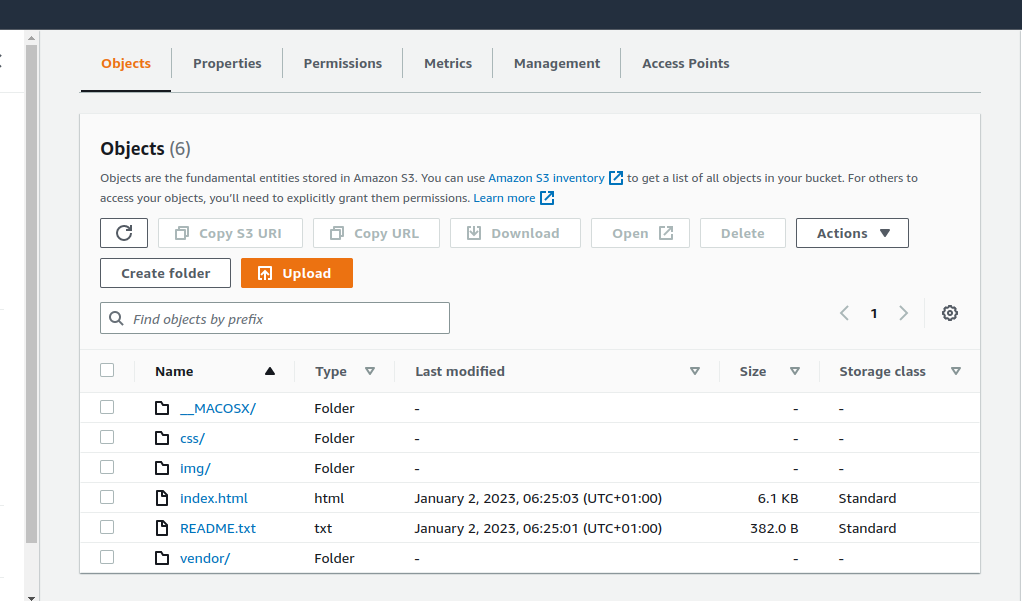 Objects Properties Permissions Metrics Management Access Points
Objects (6)
Objects are the fundamental entities stored in Amazon S3. You can use Amazon S3 inventory to get a list of all objects in your bucket. For others to
access your objects, you'll need to explicitly grant them permissions. Learn more
Copy S3 URI Copy URL Download Open Delete Actions
Create folder Upload
Find objects by prefix 1
Name Type Last modified Size Storage class
__MACOSX/ Folder - - -
css/ Folder - - -
img/ Folder - - -
index.html html January 2, 2023, 06:25:03 (UTC+01:00) 6.1 KB Standard
README.txt txt January 2, 2023, 06:25:01 (UTC+01:00) 382.0 B Standard
vendor/ Folder - - -